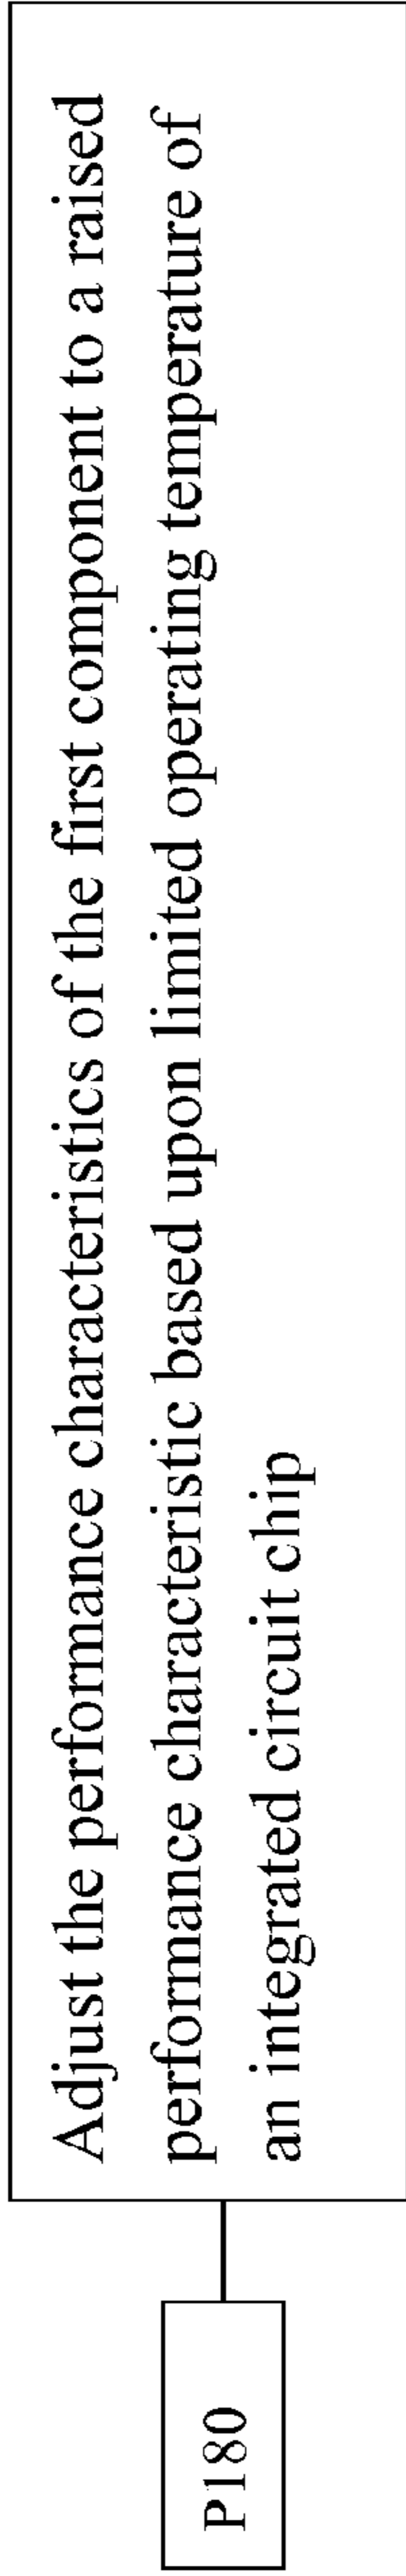 P180
Adjust the performance characteristics of the first component to a raised
performance characteristic based upon limited operating temperature of
an integrated circuit chip